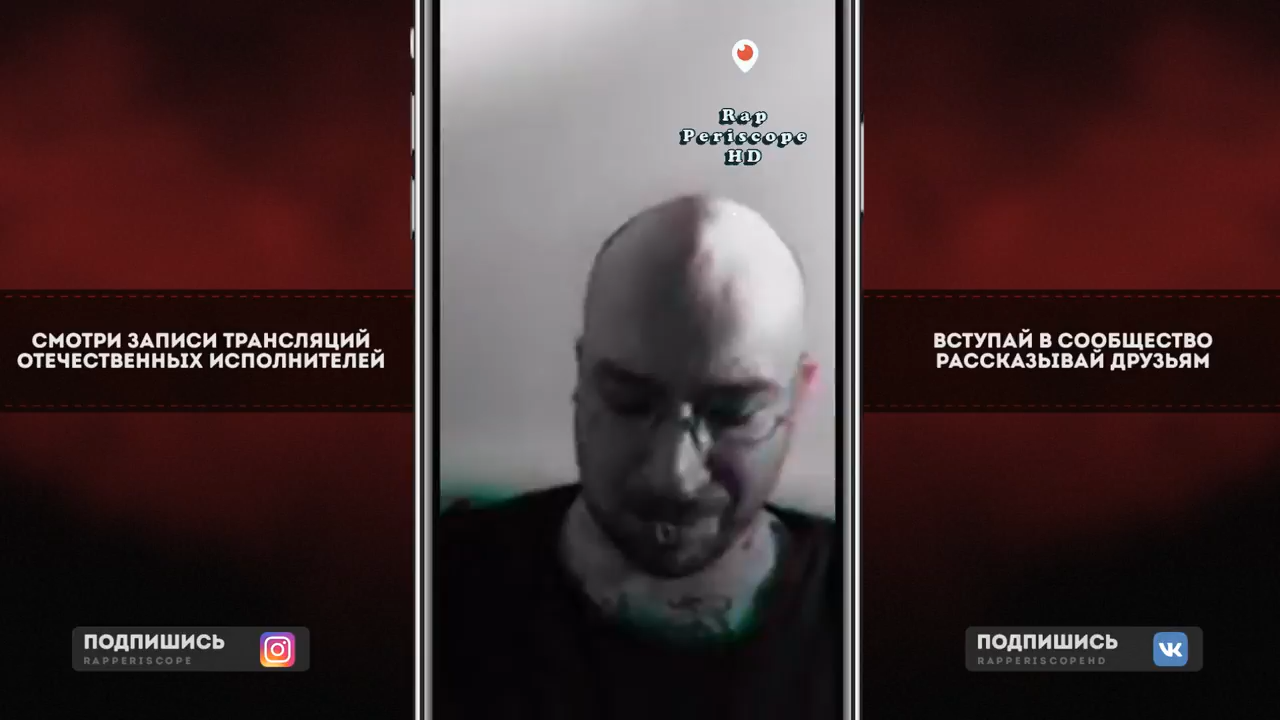 Rap
Periscope
HD
СМОТРИ ЗАПИСИ ТРАНСЛЯЦИЙ
ОТЕЧЕСТВЕННЫХ ИСПОЛНИТЕЛЕЙ
ВСТУПАЙ В СООБЩЕСТВО
РАССКАЗЫВАЙ ДРУЗЬЯМ
ПОДПИШИСЬ
RAPPERISCOPE
ПОДПИШИСЬ
RAPPERISCOPEHD